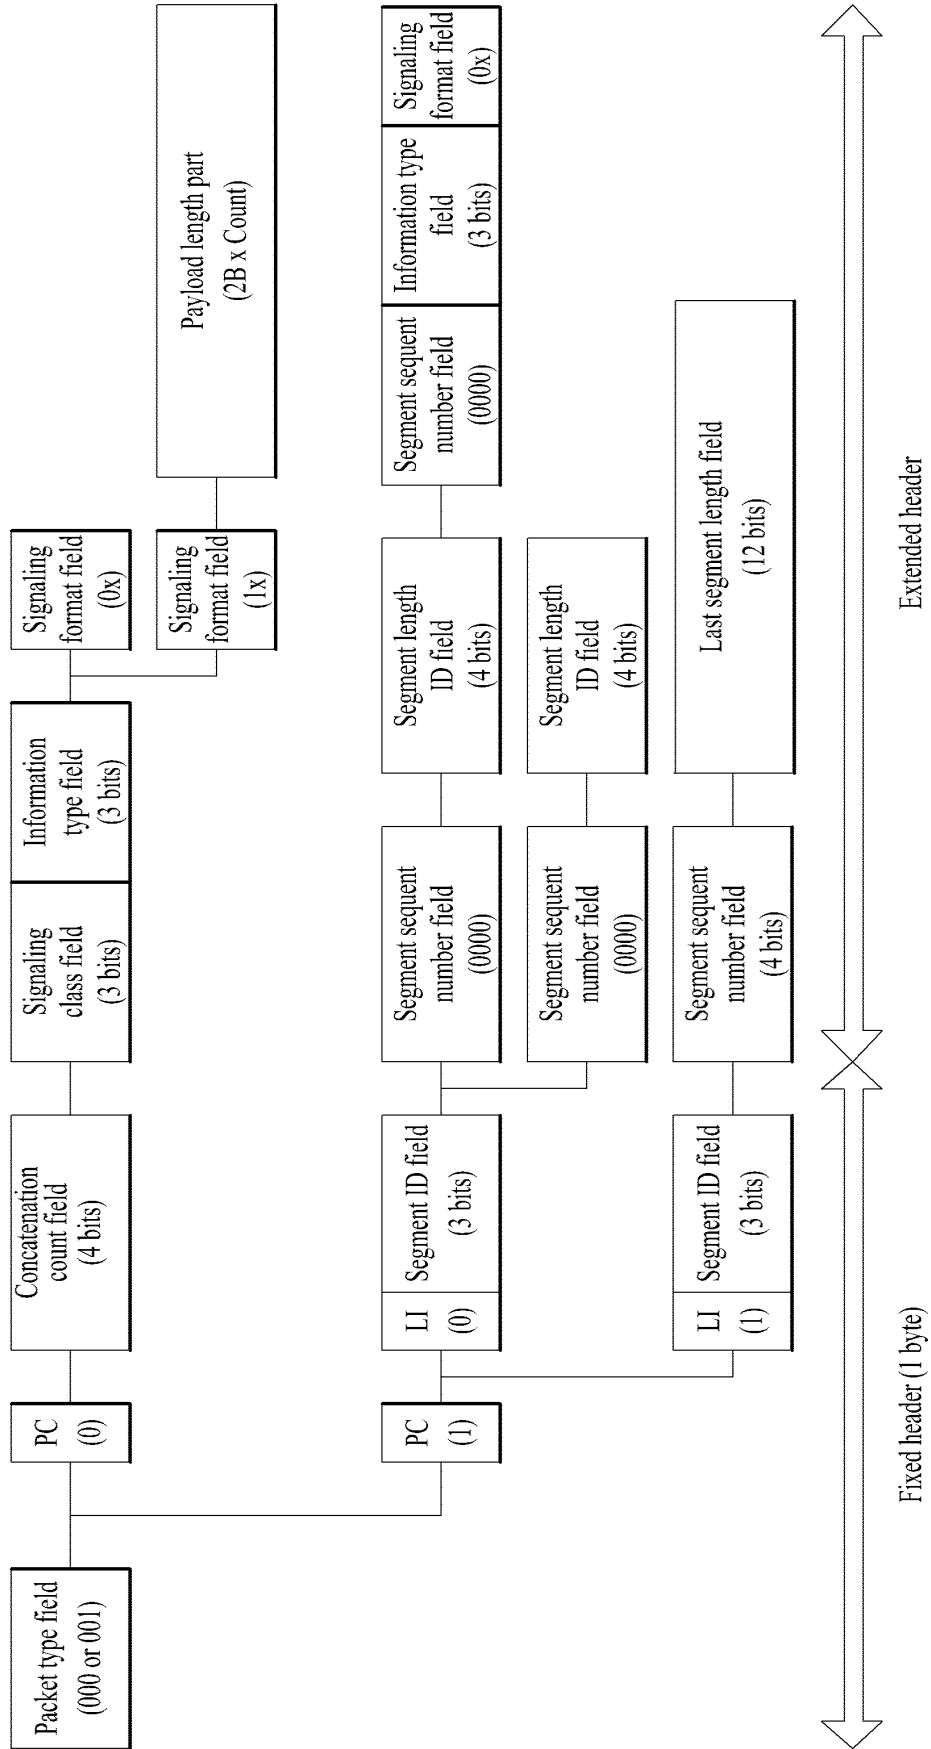 Packet type field
(000 or 001)
PC
(0)
Concatenation
count field
(4 bits)
Signaling
class field
(3 bits)
Information
type field
(3 bits)
Signaling
format field
(0x)
Signaling
format field
(1x)
Payload length part
(2B x Count)
PC
(1)
LI
(0)
Segment ID field
(3 bits)
Segment sequent
number field
(0000)
Segment length
ID field
(4 bits)
Segment sequent
number field
(0000)
Information type
field
(3 bits)
Signaling
format field
(0x)
Segment sequent
number field
(0000)
Segment length
ID field
(4 bits)
LI
(1)
Segment ID field
(3 bits)
Segment sequent
number field
(4 bits)
Last segment length field
(12 bits)
Fixed header (1 byte)
Extended header